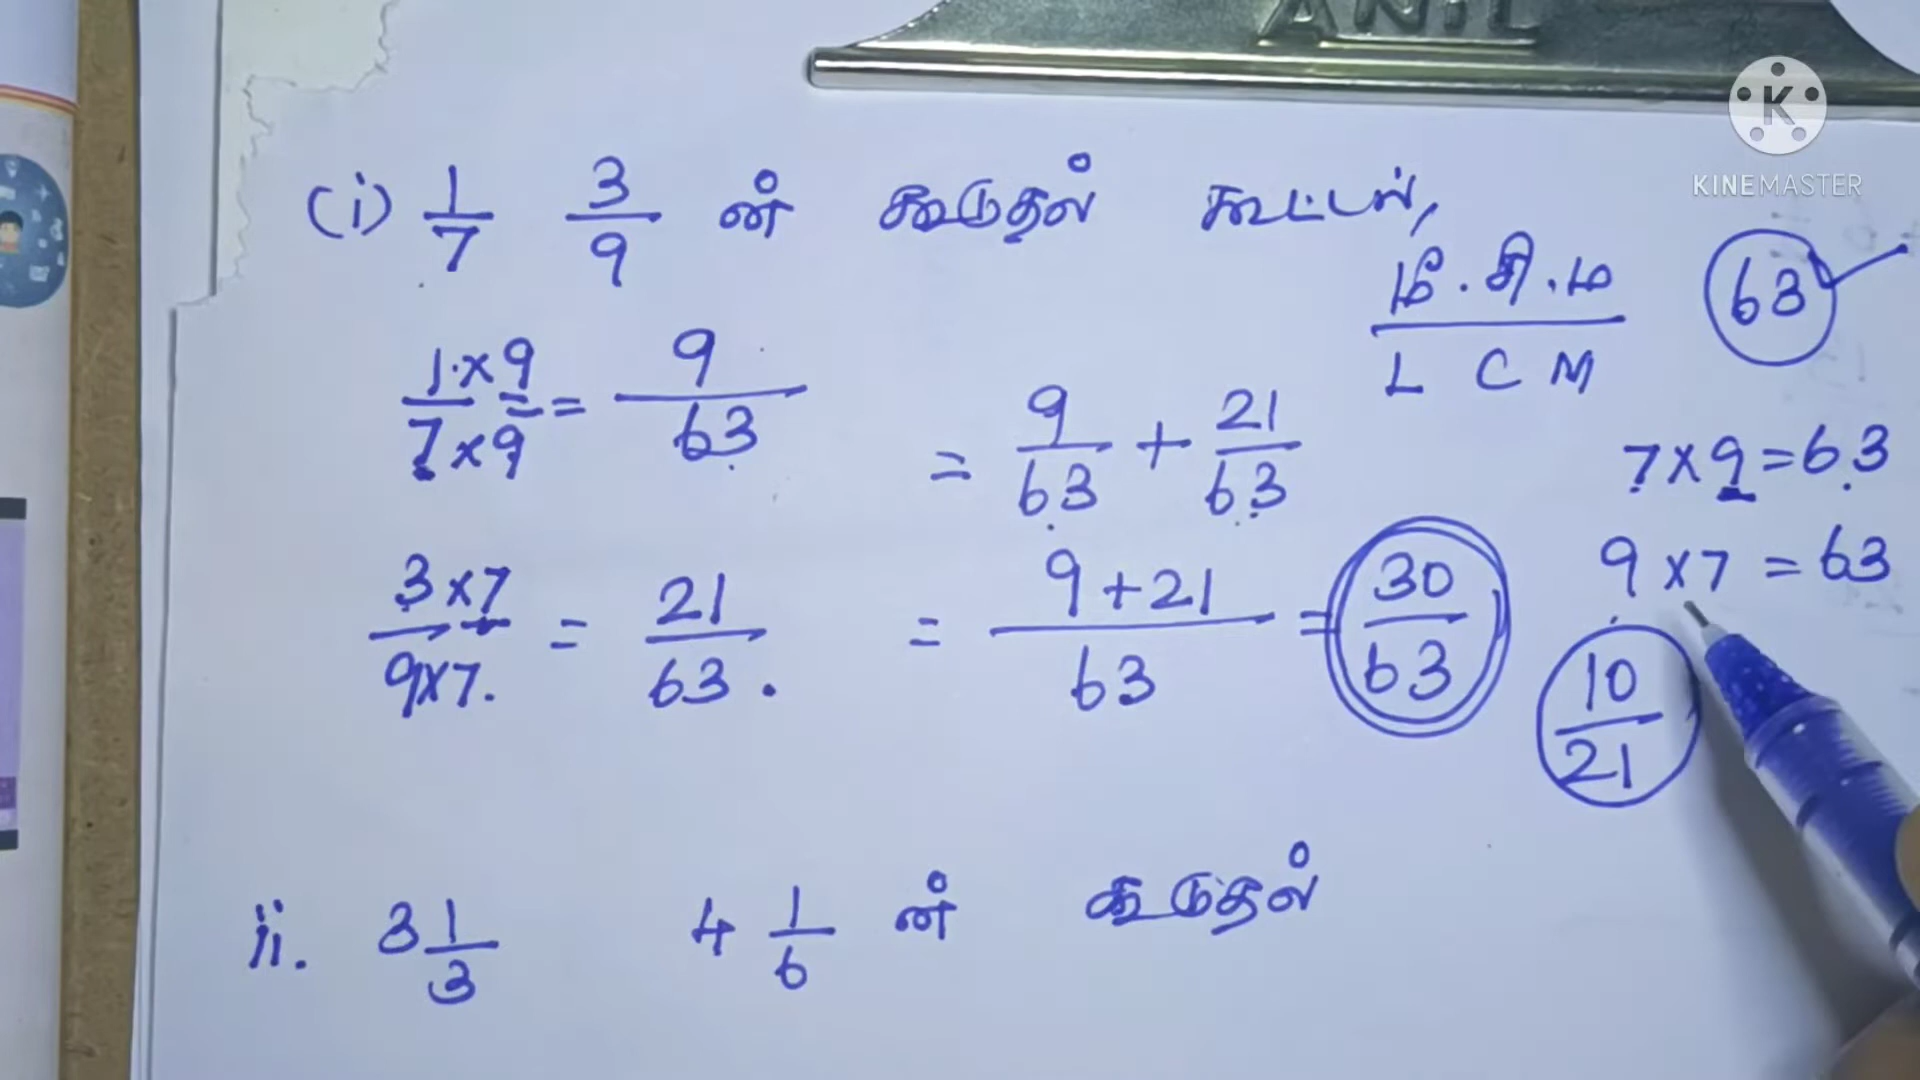 ANiL
KINEMASTER
(i) 1/7 3/9 ன் கூடுதல் கூட்டல்,
மீ.சி.ம 63
L C M
1×9/7×9 = 9/63
= 9/63 + 21/63
7×9=63
9×7=63
3×7/9×7. = 21/63.
= 9+21/63 = 30/63
10/21
ii. 3 1/3 4 1/6 ன் கூடுதல்